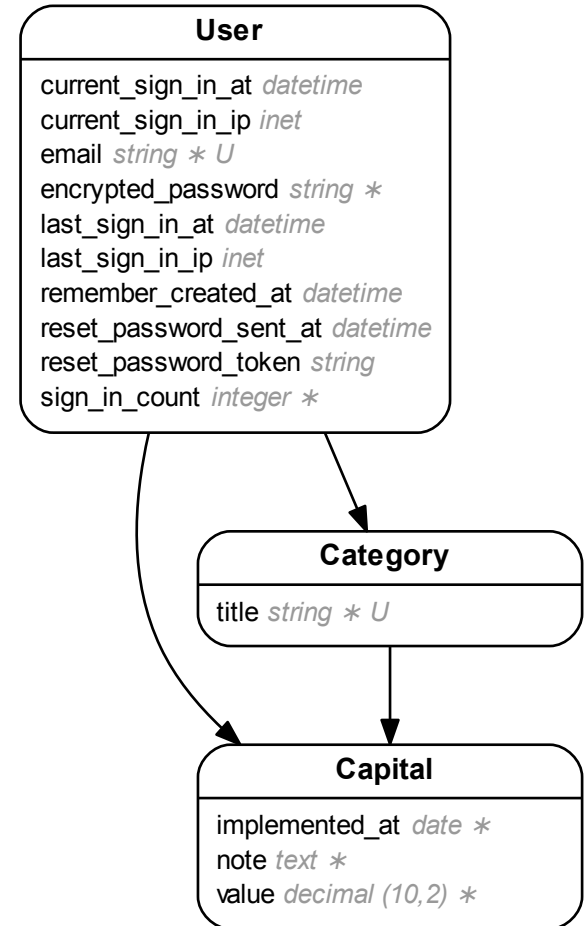 User
current_sign_in_at datetime
current_sign_in_ip inet
email string ∗ U
encrypted_password string ∗
last_sign_in_at datetime
last_sign_in_ip inet
remember_created_at datetime
reset_password_sent_at datetime
reset_password_token string
sign_in_count integer ∗
Category
title string ∗ U
Capital
implemented_at date ∗
note text ∗
value decimal (10,2) ∗